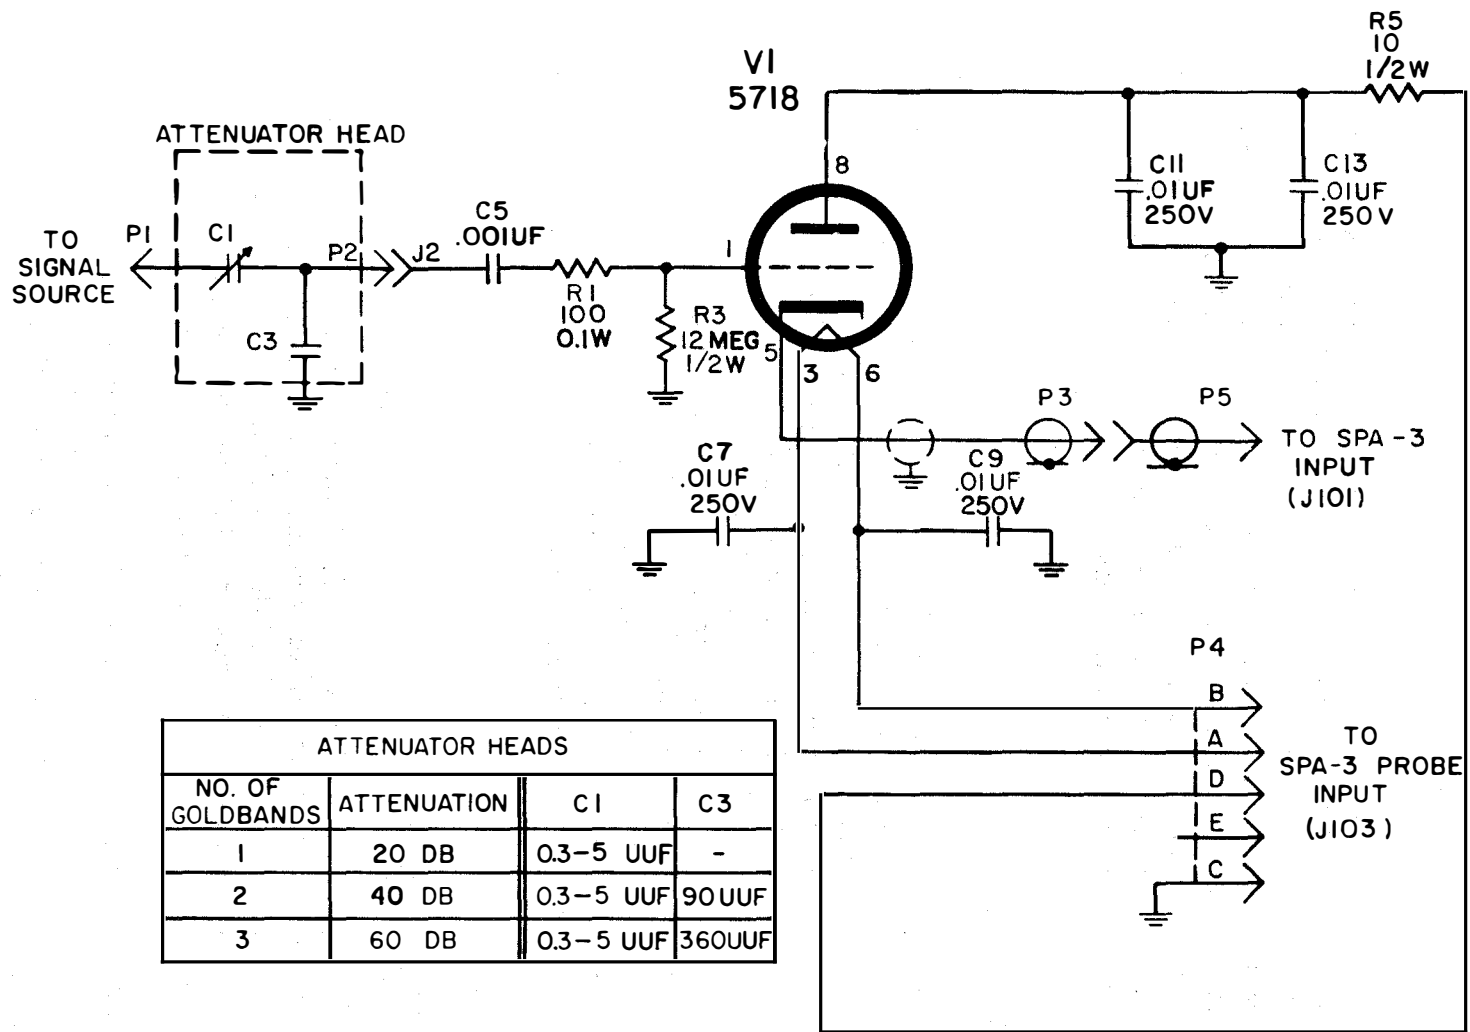 R5
10
1/2W
V1
5718
ATTENUATOR HEAD
8
C11
.01UF
250V
C13
.01UF
250V
TO
SIGNAL
SOURCE
P1
C1
P2
J2
C5
.001UF
1
R1
100
0.1W
R3
12 MEG
1/2W
C3
5
3
6
P3
P5
TO SPA-3
INPUT
(J101)
C7
.01UF
250V
C9
.01UF
250V
P4
B
A
D
E
C
TO
SPA-3 PROBE
INPUT
(J103)
ATTENUATOR HEADS
NO. OF GOLDBANDS ATTENUATION C1 C3
1 20 DB 0.3-5 UUF -
2 40 DB 0.3-5 UUF 90UUF
3 60 DB 0.3-5 UUF 360UUF